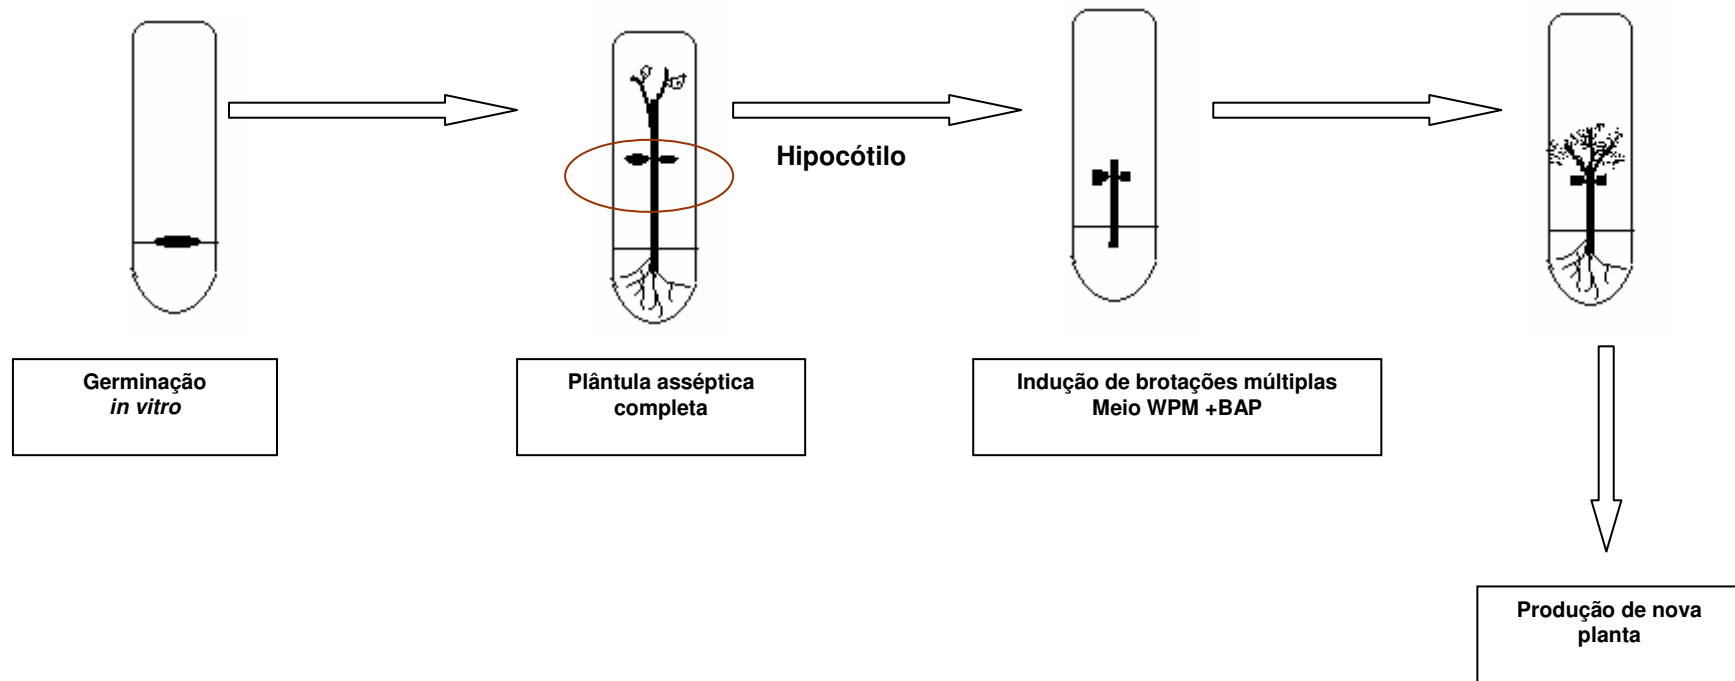 Hipocótilo
Germinação
in vitro
Plântula asséptica
completa
Indução de brotações múltiplas
Meio WPM +BAP
Produção de nova
planta